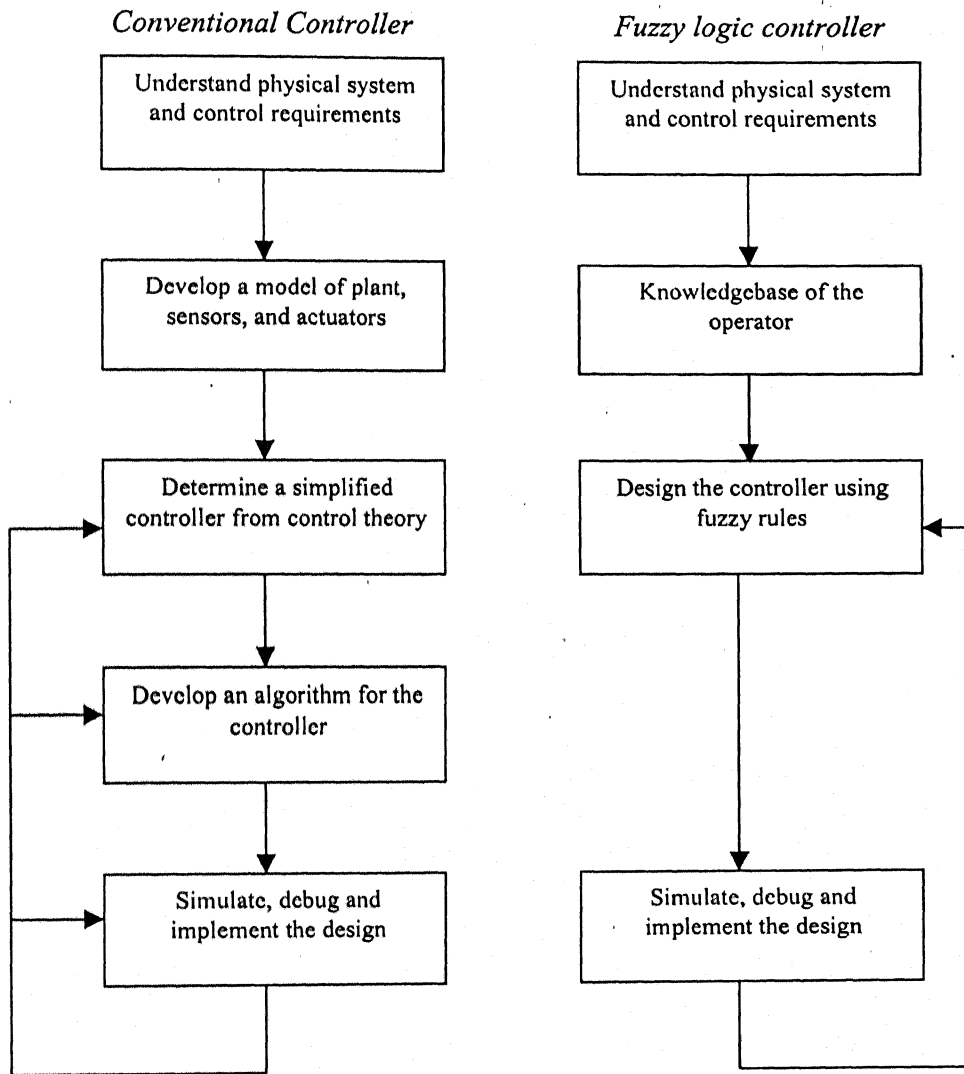 Conventional Controller
Understand physical system
and control requirements
Develop a model of plant,
sensors, and actuators
Determine a simplified
controller from control theory
Develop an algorithm for the
controller
Simulate, debug and
implement the design
Fuzzy logic controller
Understand physical system
and control requirements
Knowledgebase of the
operator
Design the controller using
fuzzy rules
Simulate, debug and
implement the design